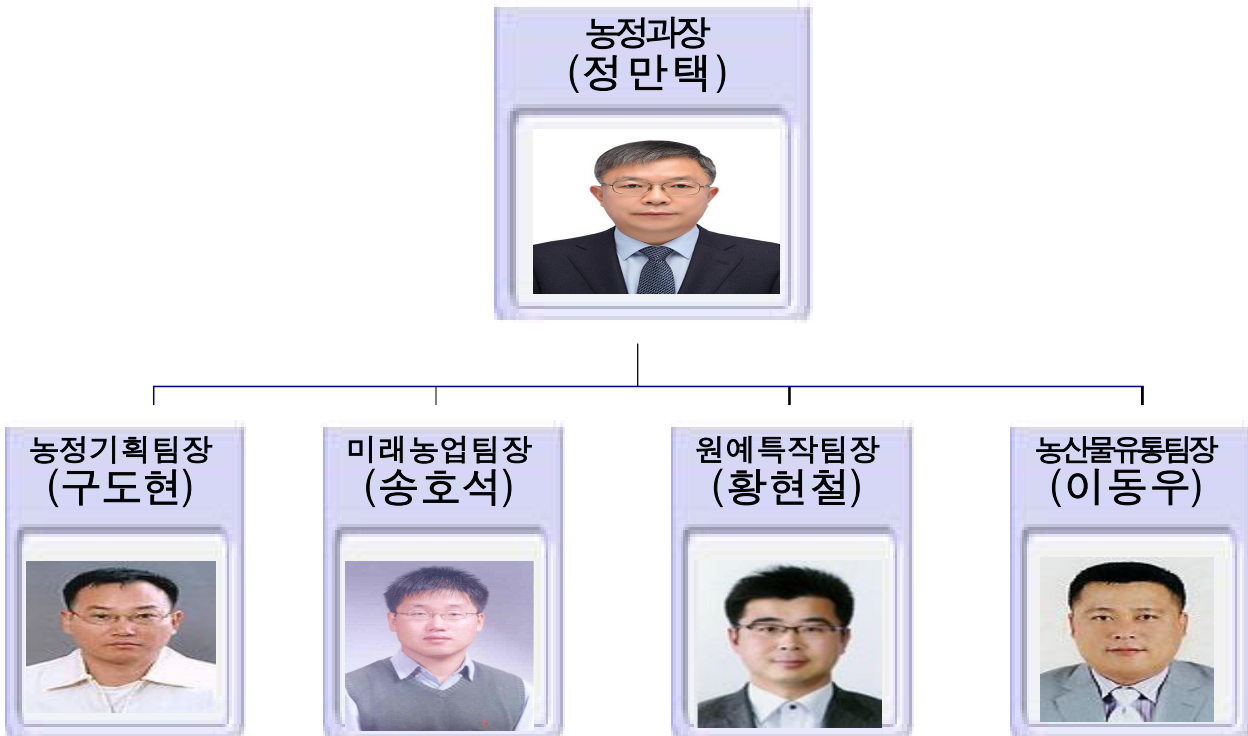 농정과장
(정만택)
농정기획팀장
(구도현)
미래농업팀장
(송호석)
원예특작팀장
(황현철)
농산물유통팀장
(이동우)